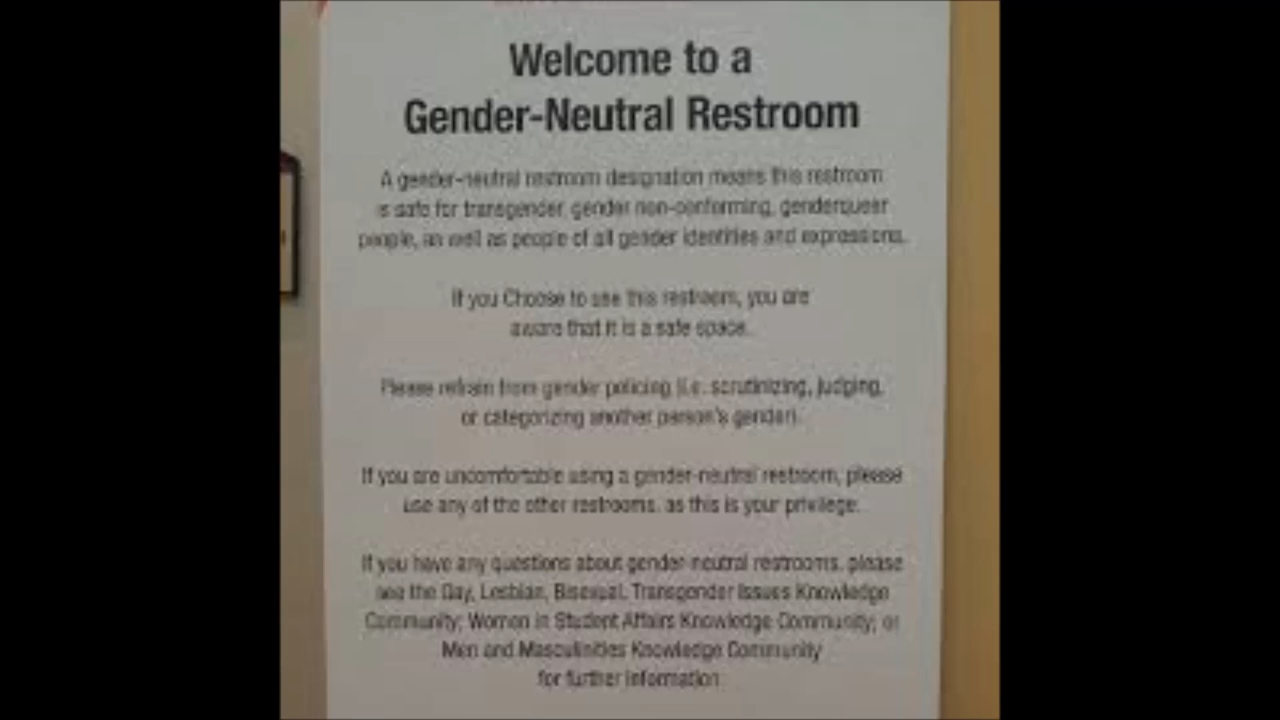 Welcome to a
Gender-Neutral Restroom
A gender-neutral restroom designation means this restroom
is safe for transgender, gender non-conforming, genderqueer
people, as well as people of all gender identities and expressions.
If you Choose to use this restroom, you are
aware that it is a safe space.
Please refrain from gender policing (i.e. scrutinizing, judging,
or categorizing another person's gender).
If you are uncomfortable using a gender-neutral restroom, please
use any of the other restrooms, as this is your privilege.
If you have any questions about gender-neutral restrooms, please
see the Gay, Lesbian, Bisexual, Transgender Issues Knowledge
Community; Women in Student Affairs Knowledge Community; or
Men and Masculinities Knowledge Community
for further information